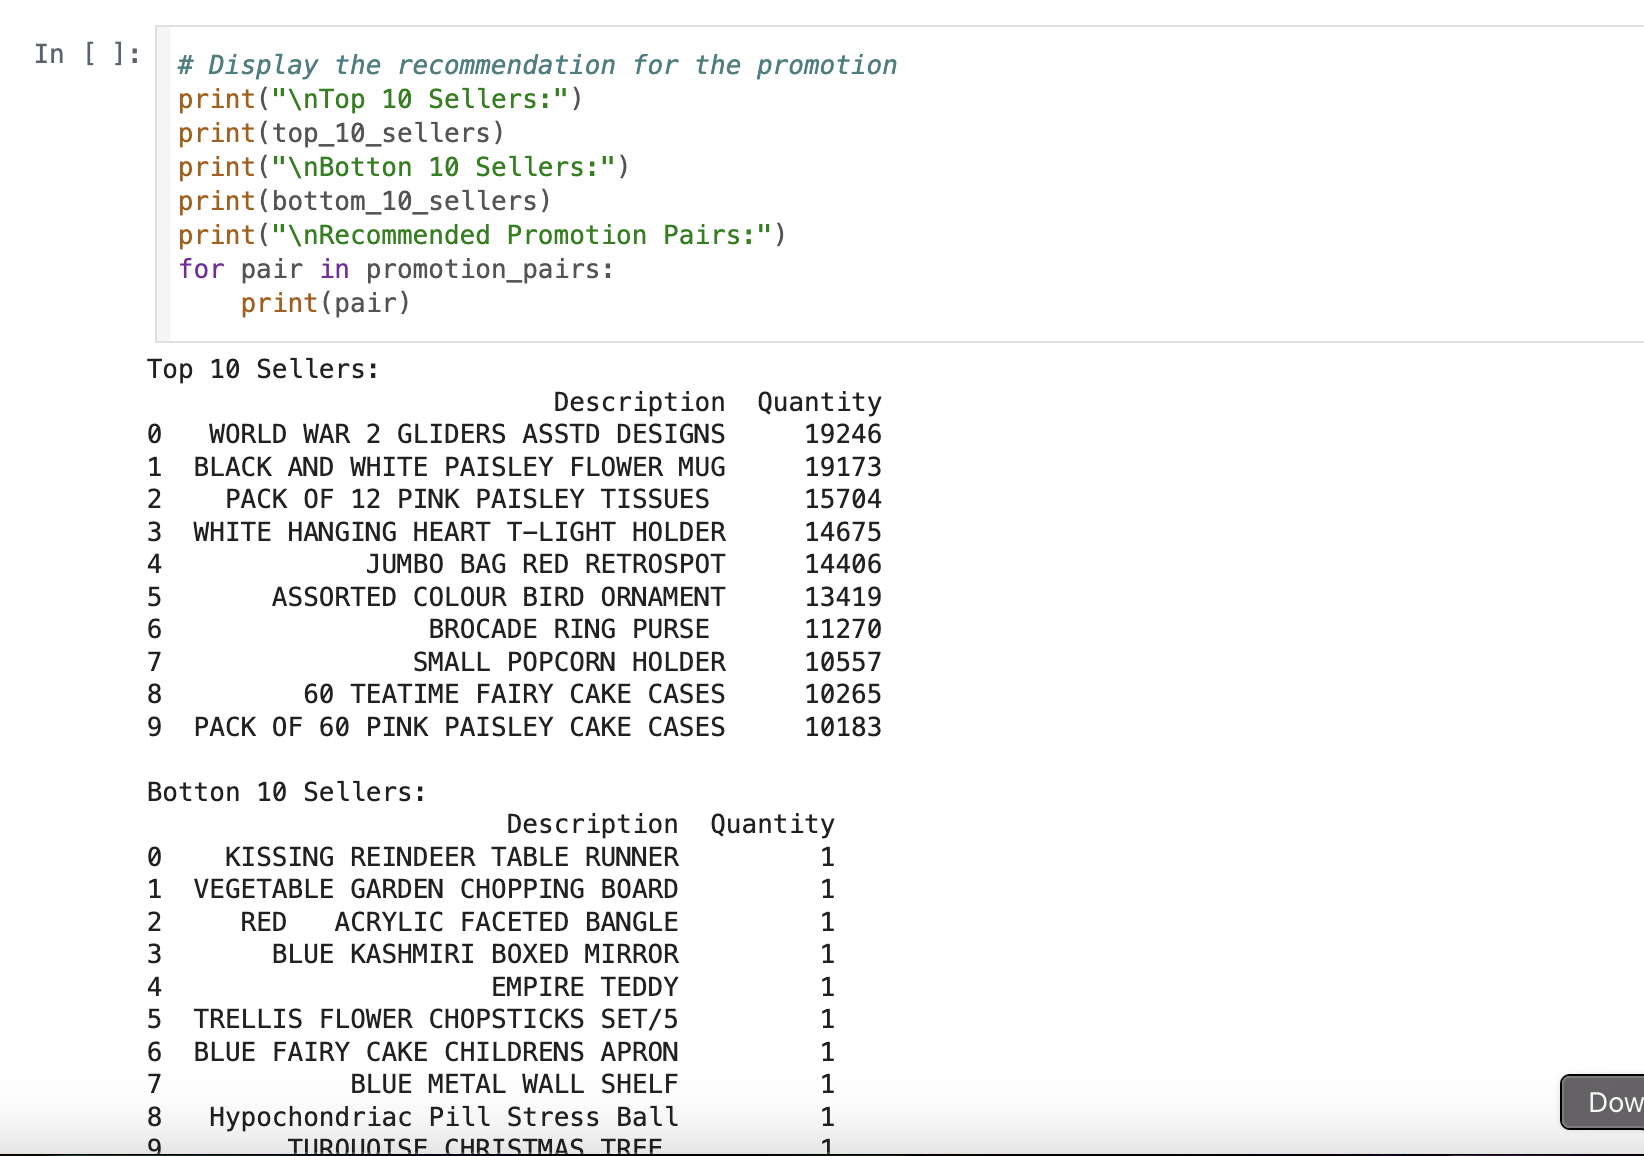 In [ ]:
# Display the recommendation for the promotion
print("\nTop 10 Sellers:")
print(top_10_sellers)
print("\nBotton 10 Sellers:")
print(bottom_10_sellers)
print("\nRecommended Promotion Pairs:")
for pair in promotion_pairs:
    print(pair)
Top 10 Sellers:
Description  Quantity
0 WORLD WAR 2 GLIDERS ASSTD DESIGNS 19246
1 BLACK AND WHITE PAISLEY FLOWER MUG 19173
2 PACK OF 12 PINK PAISLEY TISSUES 15704
3 WHITE HANGING HEART T-LIGHT HOLDER 14675
4 JUMBO BAG RED RETROSPOT 14406
5 ASSORTED COLOUR BIRD ORNAMENT 13419
6 BROCADE RING PURSE 11270
7 SMALL POPCORN HOLDER 10557
8 60 TEATIME FAIRY CAKE CASES 10265
9 PACK OF 60 PINK PAISLEY CAKE CASES 10183
Botton 10 Sellers:
Description  Quantity
0 KISSING REINDEER TABLE RUNNER 1
1 VEGETABLE GARDEN CHOPPING BOARD 1
2 RED   ACRYLIC FACETED BANGLE 1
3 BLUE KASHMIRI BOXED MIRROR 1
4 EMPIRE TEDDY 1
5 TRELLIS FLOWER CHOPSTICKS SET/5 1
6 BLUE FAIRY CAKE CHILDRENS APRON 1
7 BLUE METAL WALL SHELF 1
8 Hypochondriac Pill Stress Ball 1
9 TURQUOISE CHRISTMAS TREE 1
Dow